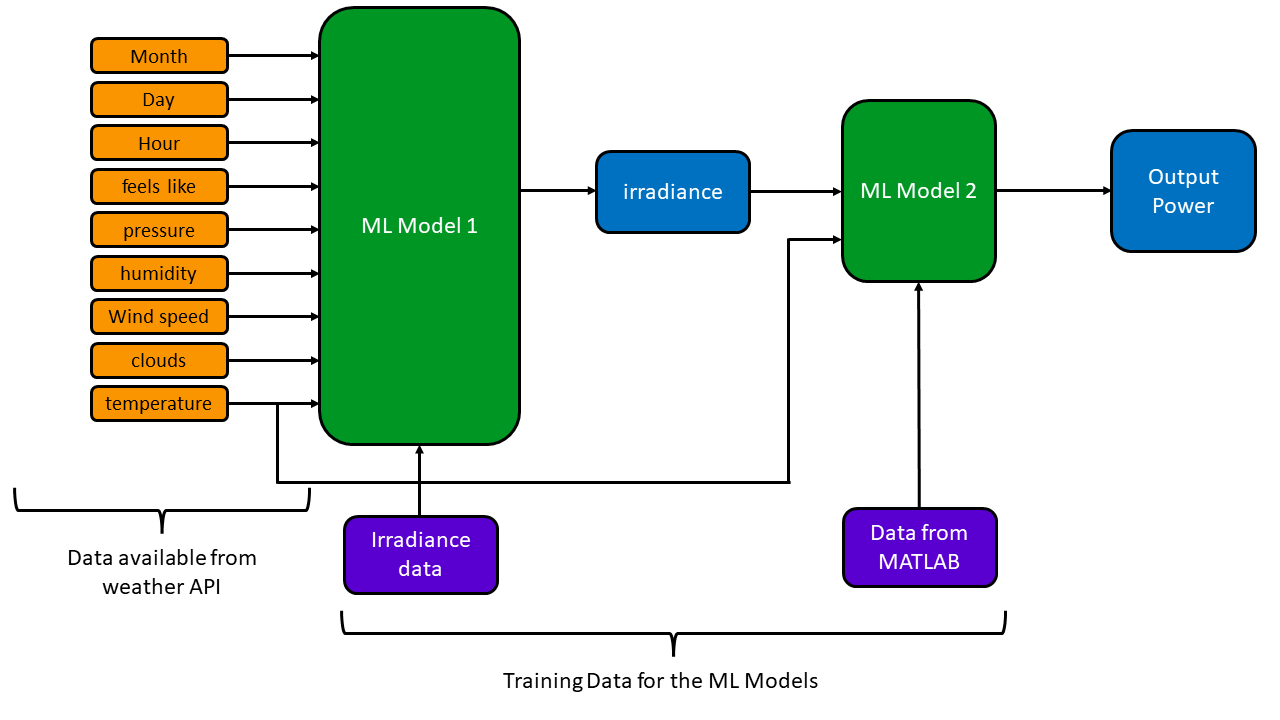 Month
Day
Hour
feels like
pressure
humidity
Wind speed
clouds
temperature
ML Model 1
irradiance
ML Model 2
Output
Power
Irradiance
data
Data from
MATLAB
Data available from
weather API
Training Data for the ML Models